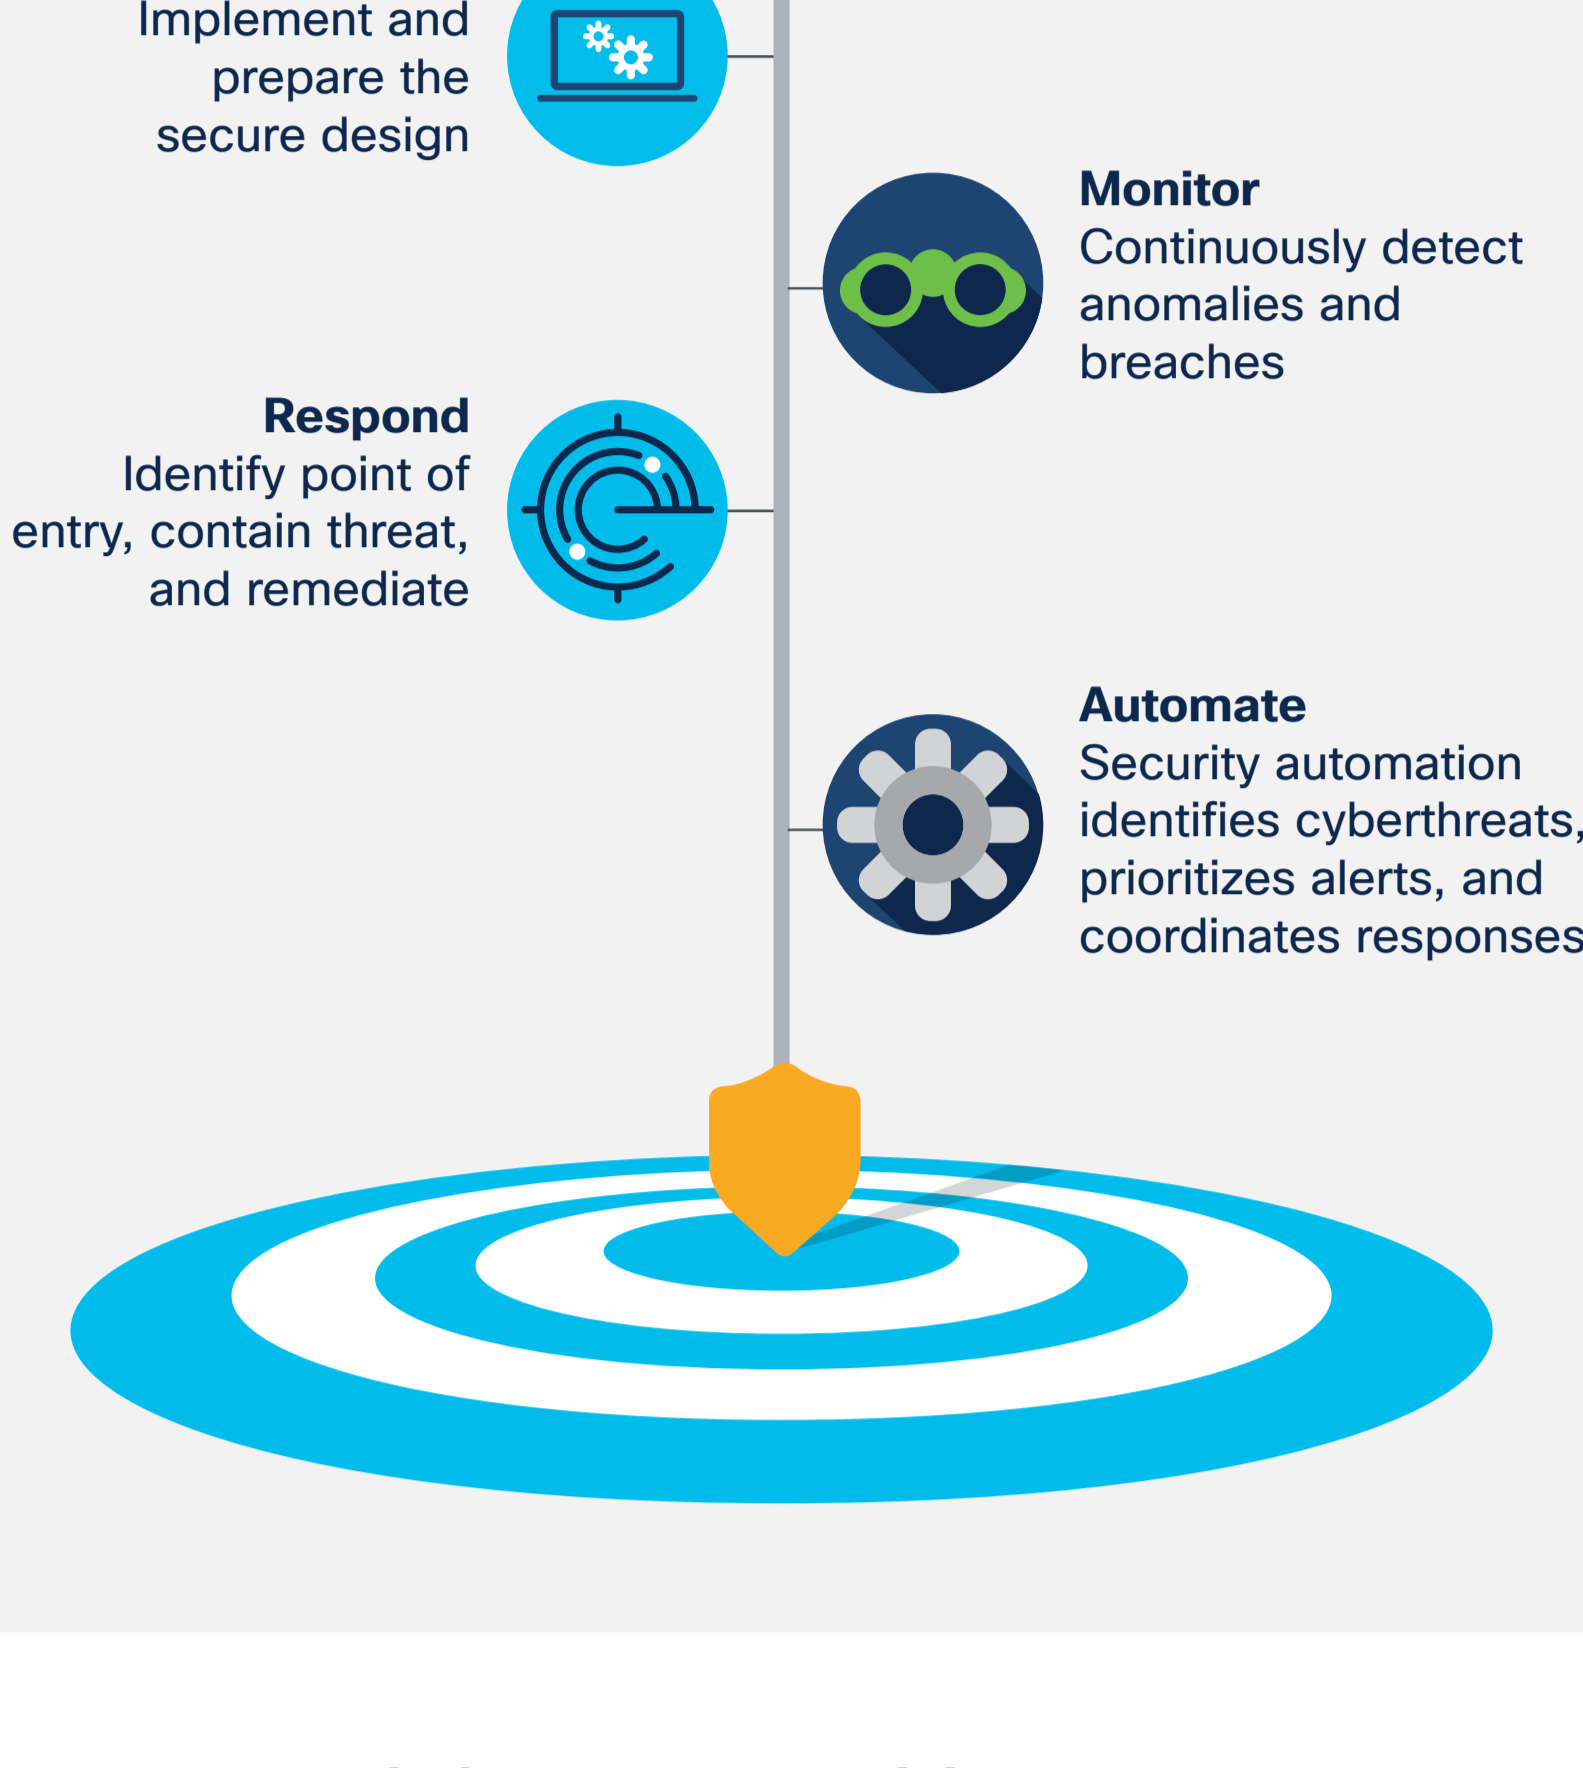 Implement and
prepare the
secure design
Monitor
Continuously detect
anomalies and
breaches
Respond
Identify point of
entry, contain threat,
and remediate
Automate
Security automation
identifies cyberthreats,
prioritizes alerts, and
coordinates responses